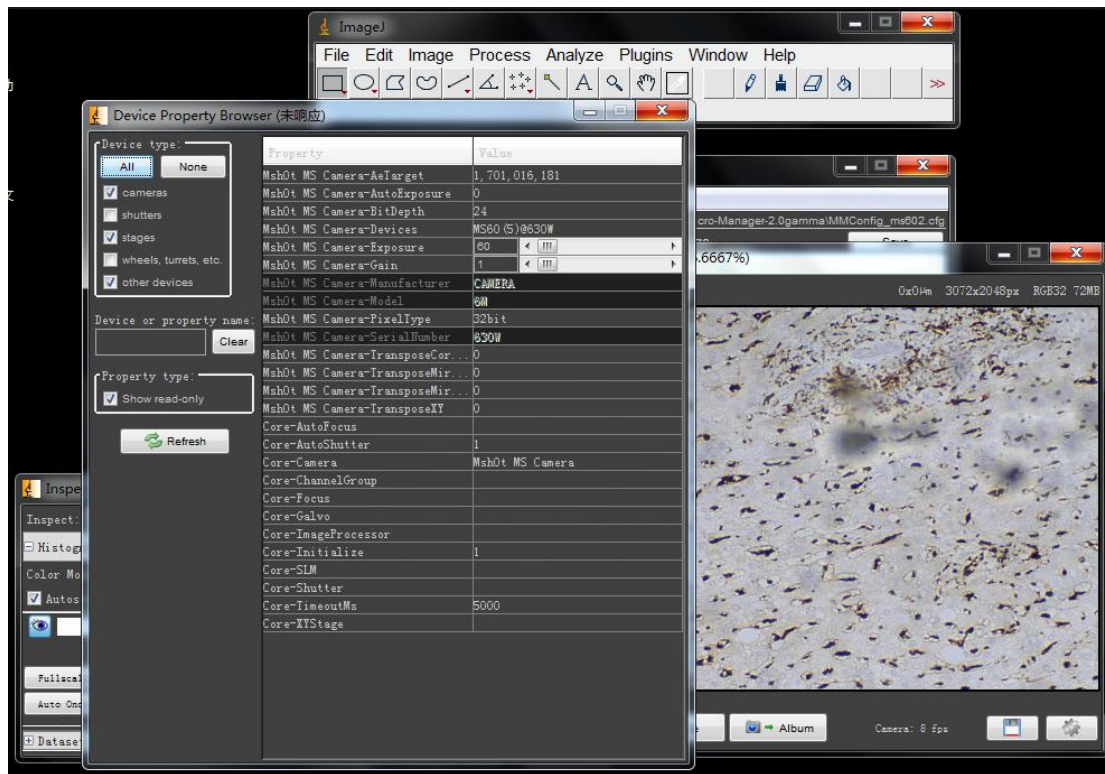 ImageJ
File Edit Image Process Analyze Plugins Window Help
Device Property Browser (未响应)
Device type:
All None
cameras
shutters
stages
wheels, turrets, etc.
other devices
Device or property name:
Clear
Property type:
Show read-only
Refresh
Property Value
MshOt MS Camera-AeTarget 1,701,016,181
MshOt MS Camera-AutoExposure 0
MshOt MS Camera-BitDepth 24
MshOt MS Camera-Devices MS60(5)@630W
MshOt MS Camera-Exposure 60
MshOt MS Camera-Gain 1
MshOt MS Camera-Manufacturer CAMERA
MshOt MS Camera-Model 6M
MshOt MS Camera-PixelType 32bit
MshOt MS Camera-SerialNumber 630W
MshOt MS Camera-TransposeCor... 0
MshOt MS Camera-TransposeMir... 0
MshOt MS Camera-TransposeMir... 0
MshOt MS Camera-TransposeXY 0
Core-AutoFocus
Core-AutoShutter 1
Core-Camera MshOt MS Camera
Core-ChannelGroup
Core-Focus
Core-Galvo
Core-ImageProcessor
Core-Initialize 1
Core-SLM
Core-Shutter
Core-TimeoutMs 5000
Core-XYStage
cro-Manager-2.0gamma\MMConfig_ms602.cfg
.6667%)
0x0µm 3072x2048px RGB32 72MB
Album
Camera: 8 fps
Inspe
Inspect:
Histog
Color Mo
Autos
Fullscal
Auto Onc
Datase